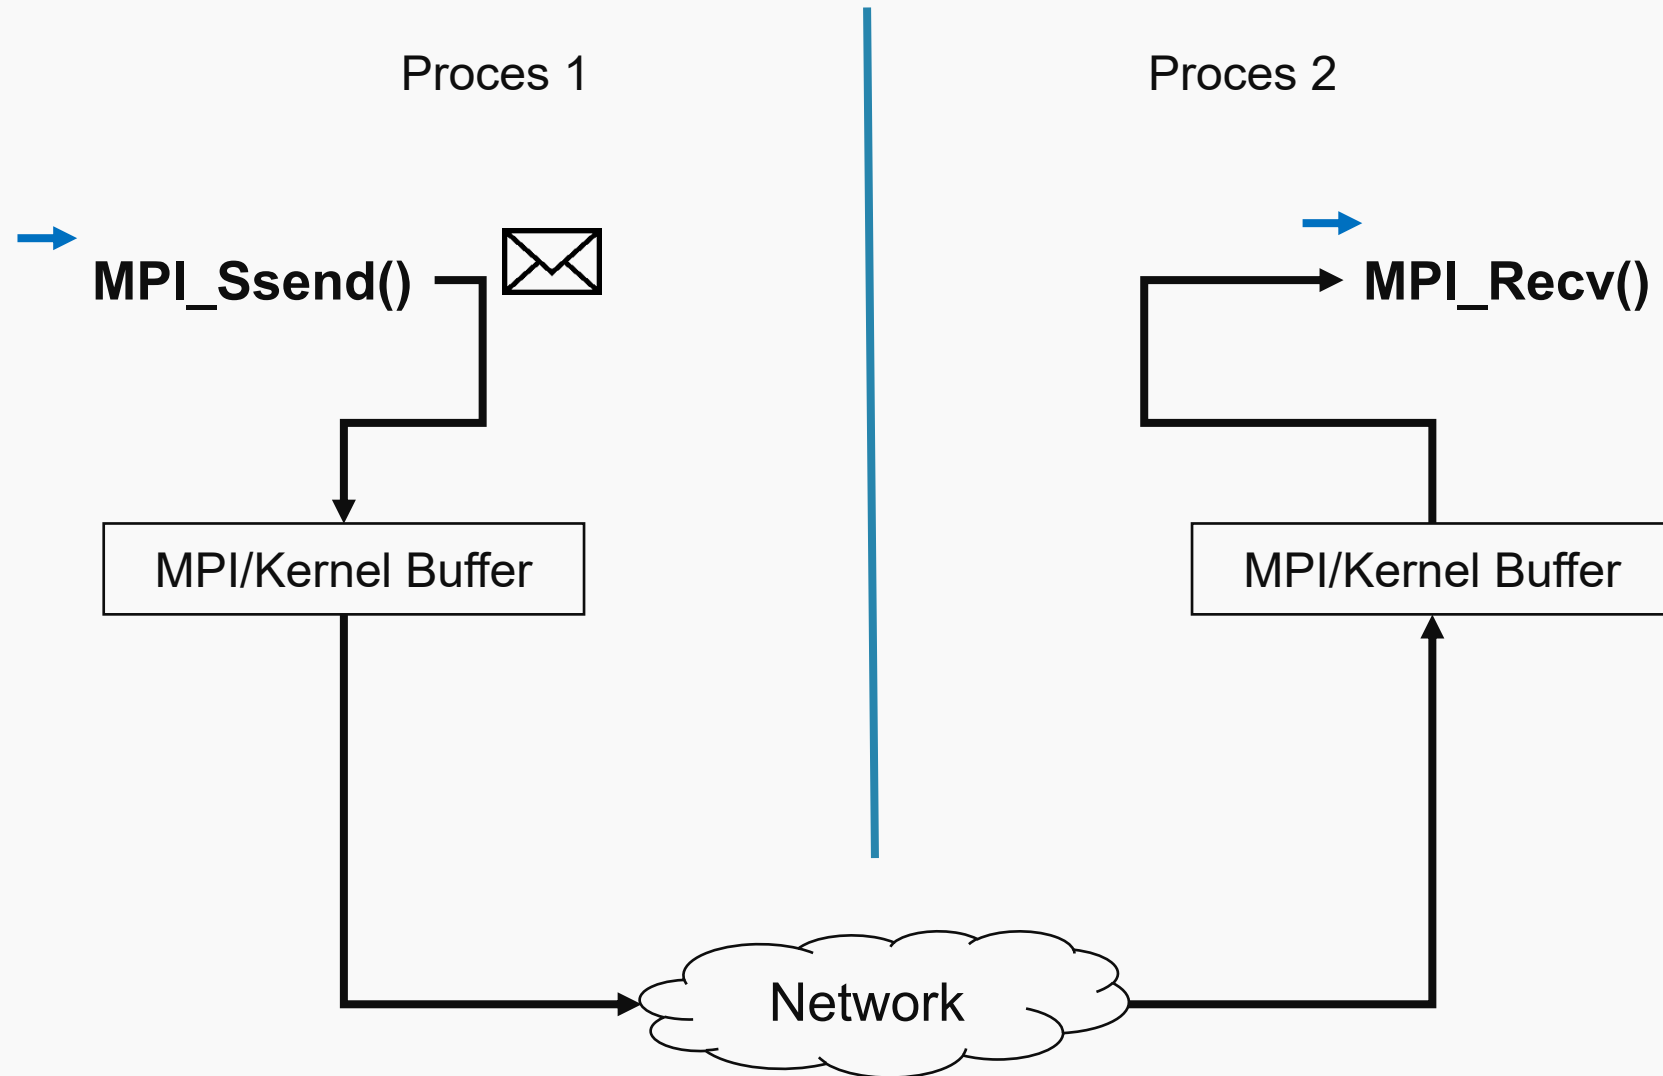 Proces 1
Proces 2
MPI_Ssend()
MPI_Recv()
MPI/Kernel Buffer
MPI/Kernel Buffer
Network